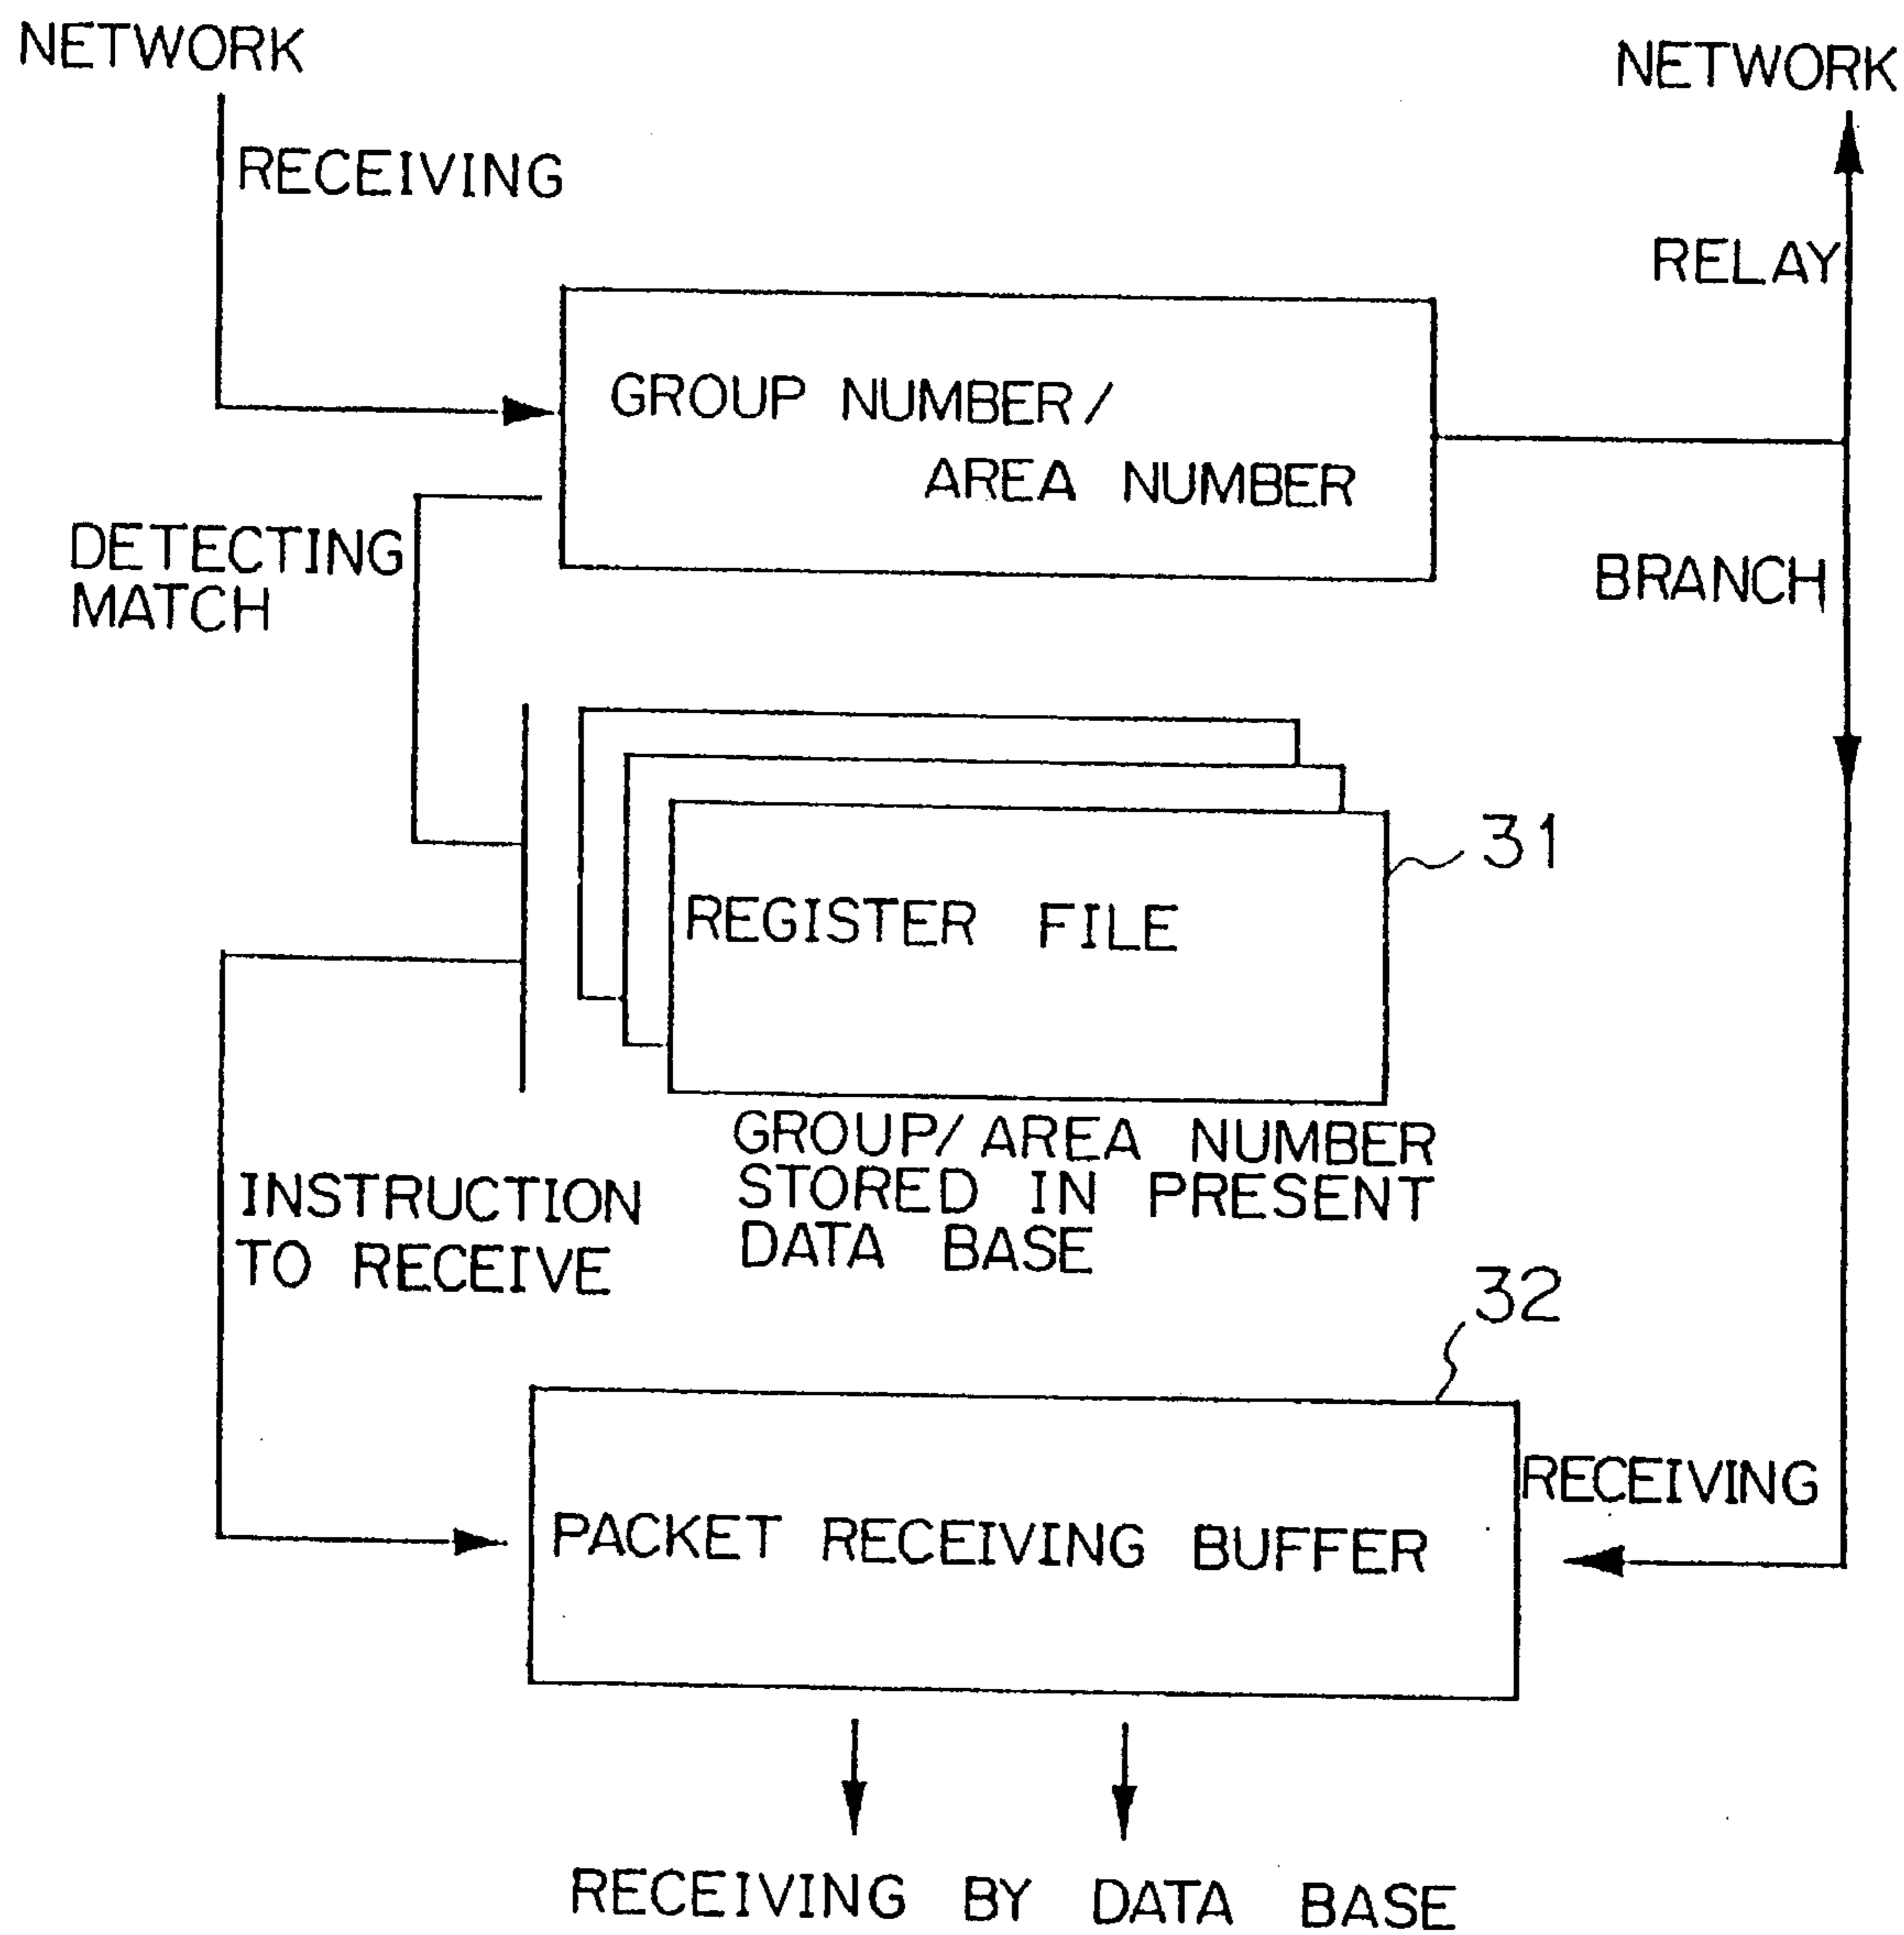 NETWORK
NETWORK
RECEIVING
RELAY
GROUP NUMBER/
AREA NUMBER
DETECTING
MATCH
BRANCH
31
REGISTER FILE
GROUP/AREA NUMBER
STORED IN PRESENT
DATA BASE
INSTRUCTION
TO RECEIVE
32
RECEIVING
PACKET RECEIVING BUFFER
RECEIVING BY DATA BASE